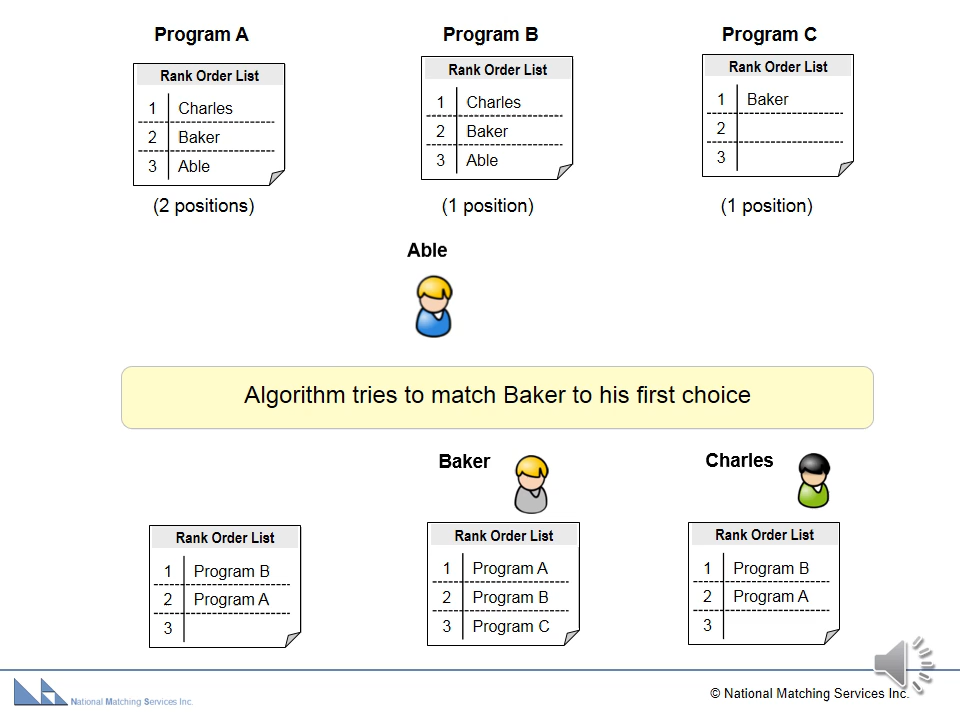 Program A
Program B
Program C
Rank Order List
1 Charles
2 Baker
3 Able
(2 positions)
Rank Order List
1 Charles
2 Baker
3 Able
(1 position)
Rank Order List
1 Baker
2
3
(1 position)
Able
Algorithm tries to match Baker to his first choice
Baker
Charles
Rank Order List
1 Program B
2 Program A
3
Rank Order List
1 Program A
2 Program B
3 Program C
Rank Order List
1 Program B
2 Program A
3
National Matching Services Inc.
© National Matching Services Inc.